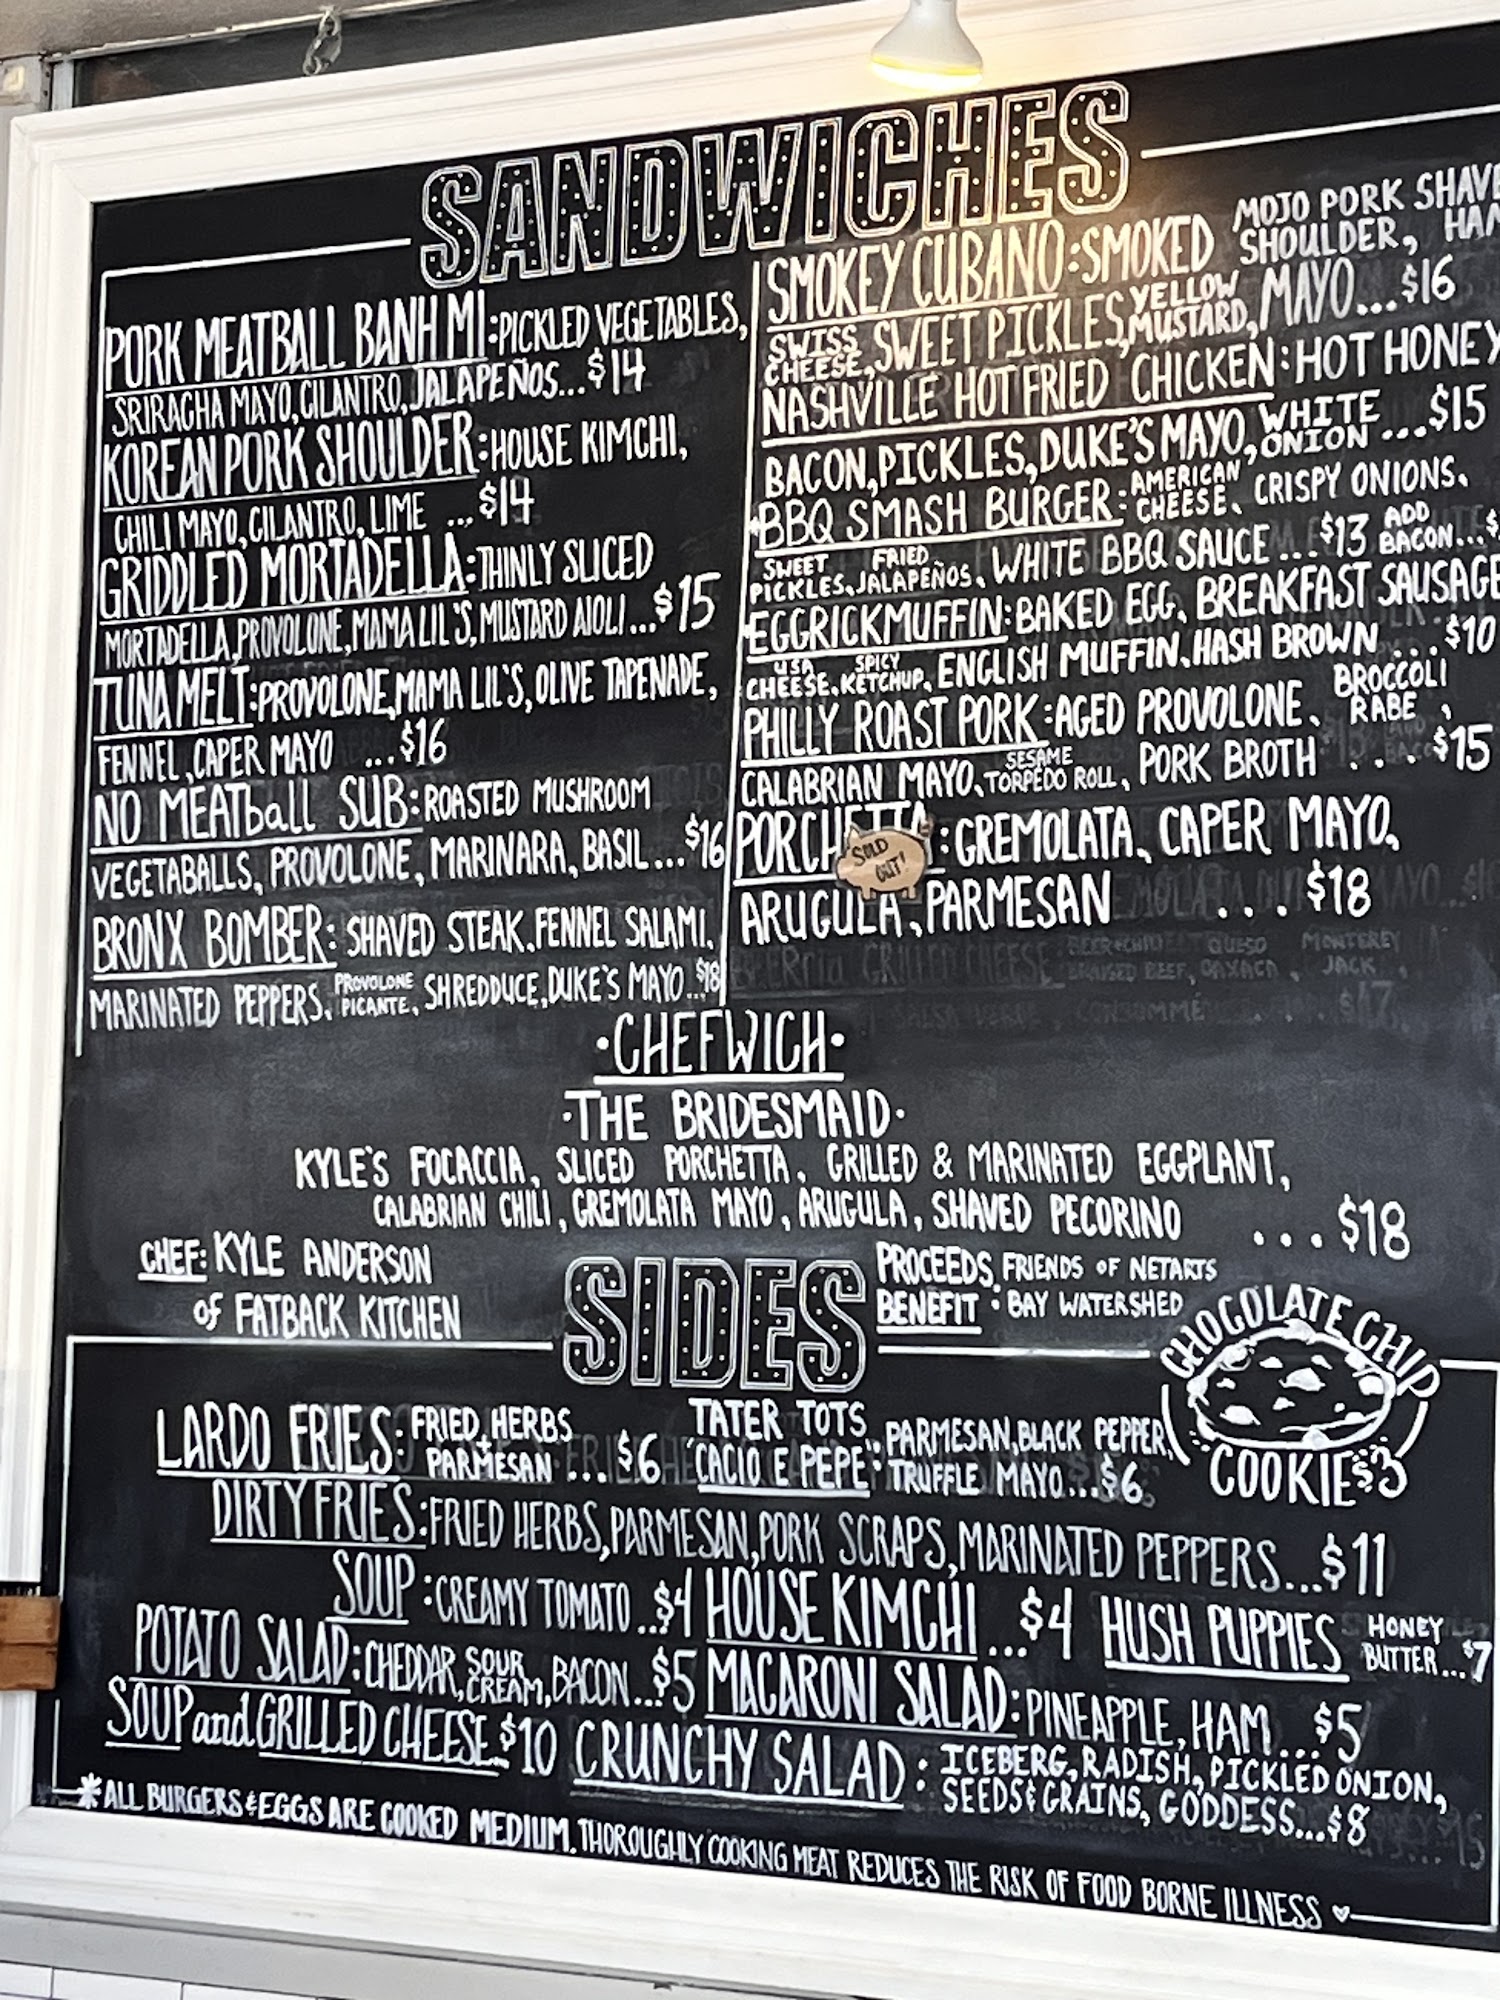 SANDWICHES
PORK MEATBALL BANH MI: PICKLED VEGETABLES,
SRIRACHA MAYO, CILANTRO, JALAPEÑOS...$14
KOREAN PORK SHOULDER: HOUSE KIMCHI,
CHILI MAYO, CILANTRO, LIME ... $14
GRIDDLED MORTADELLA: THINLY SLICED
MORTADELLA, PROVOLONE, MAMA LIL'S, MUSTARD AIOLI...$15
TUNA MELT: PROVOLONE, MAMA LIL'S, OLIVE TAPENADE,
FENNEL, CAPER MAYO ...$16
NO MEATball SUB: ROASTED MUSHROOM
VEGETABALLS, PROVOLONE, MARINARA, BASIL...$16
BRONX BOMBER: SHAVED STEAK, FENNEL SALAMI,
MARINATED PEPPERS, PROVOLONE PICANTE, SHREDDUCE, DUKE'S MAYO...$18
SMOKEY CUBANO: SMOKED MOJO PORK SHOULDER, SHAVE HAM
SWISS CHEESE, SWEET PICKLES, YELLOW MUSTARD, MAYO...$16
NASHVILLE HOT FRIED CHICKEN: HOT HONEY
BACON, PICKLES, DUKE'S MAYO, WHITE ONION ...$15
BBQ SMASH BURGER: AMERICAN CHEESE, CRISPY ONIONS,
SWEET PICKLES, FRIED JALAPEÑOS, WHITE BBQ SAUCE ...$13 ADD BACON...$
EGGRICKMUFFIN: BAKED EGG, BREAKFAST SAUSAGE
USA CHEESE, SPICY KETCHUP, ENGLISH MUFFIN, HASH BROWN ...$10
PHILLY ROAST PORK: AGED PROVOLONE, BROCCOLI RABE,
CALABRIAN MAYO, SESAME TORPEDO ROLL, PORK BROTH ...$15
PORCHETTA: GREMOLATA, CAPER MAYO,
SOLD OUT!
ARUGULA, PARMESAN ...$18
·CHEFWICH·
·THE BRIDESMAID·
KYLE'S FOCACCIA, SLICED PORCHETTA, GRILLED & MARINATED EGGPLANT,
CALABRIAN CHILI, GREMOLATA MAYO, ARUGULA, SHAVED PECORINO ...$18
CHEF: KYLE ANDERSON
of FATBACK KITCHEN
PROCEEDS BENEFIT: FRIENDS OF NETARTS
BAY WATERSHED
SIDES
CHOCOLATE CHIP
COOKIE $3
LARDO FRIES: FRIED HERBS + PARMESAN ...$6
TATER TOTS "CACIO E PEPE": PARMESAN, BLACK PEPPER,
TRUFFLE MAYO...$6
DIRTY FRIES: FRIED HERBS, PARMESAN, PORK SCRAPS, MARINATED PEPPERS...$11
SOUP: CREAMY TOMATO...$4 HOUSE KIMCHI...$4 HUSH PUPPIES HONEY BUTTER...$7
POTATO SALAD: CHEDDAR, SOUR CREAM, BACON...$5 MACARONI SALAD: PINEAPPLE, HAM...$5
SOUP and GRILLED CHEESE..$10 CRUNCHY SALAD: ICEBERG, RADISH, PICKLED ONION,
SEEDS & GRAINS, GODDESS...$8
*ALL BURGERS & EGGS ARE COOKED MEDIUM. THOROUGHLY COOKING MEAT REDUCES THE RISK OF FOOD BORNE ILLNESS ♡